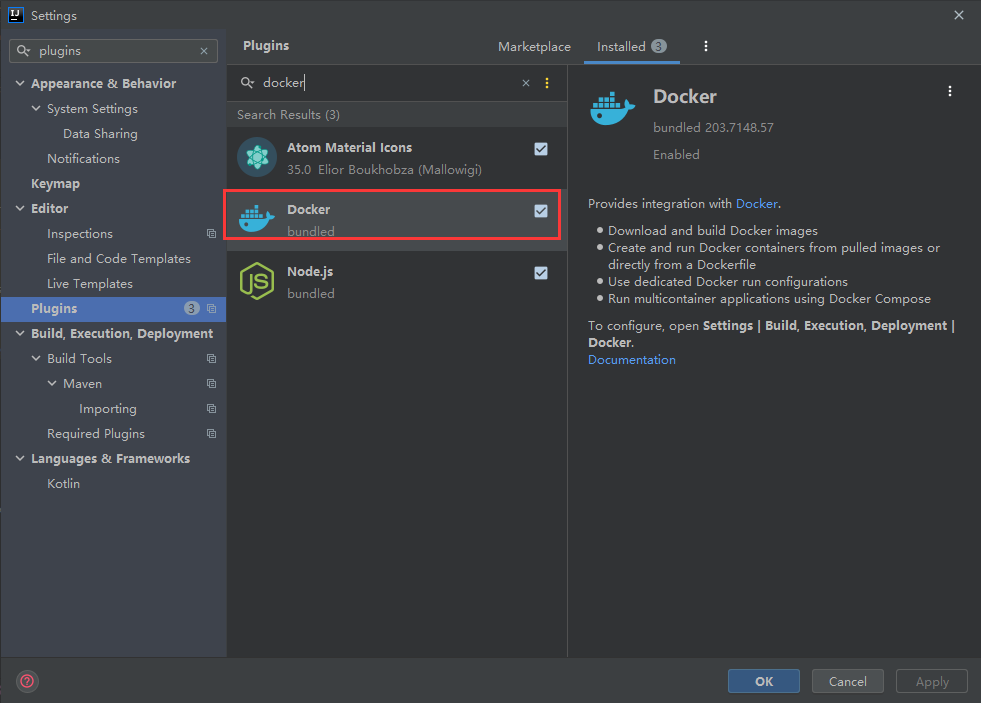 Settings
plugins
Appearance & Behavior
System Settings
Data Sharing
Notifications
Keymap
Editor
Inspections
File and Code Templates
Live Templates
Plugins 3
Build, Execution, Deployment
Build Tools
Maven
Importing
Required Plugins
Languages & Frameworks
Kotlin
Plugins
Marketplace
Installed 3
docker
Search Results (3)
Atom Material Icons
35.0 Elior Boukhobza (Mallowigi)
Docker
bundled
Node.js
bundled
Docker
bundled 203.7148.57
Enabled
Provides integration with Docker.
Download and build Docker images
Create and run Docker containers from pulled images or
directly from a Dockerfile
Use dedicated Docker run configurations
Run multicontainer applications using Docker Compose
To configure, open Settings | Build, Execution, Deployment |
Docker.
Documentation
OK
Cancel
Apply